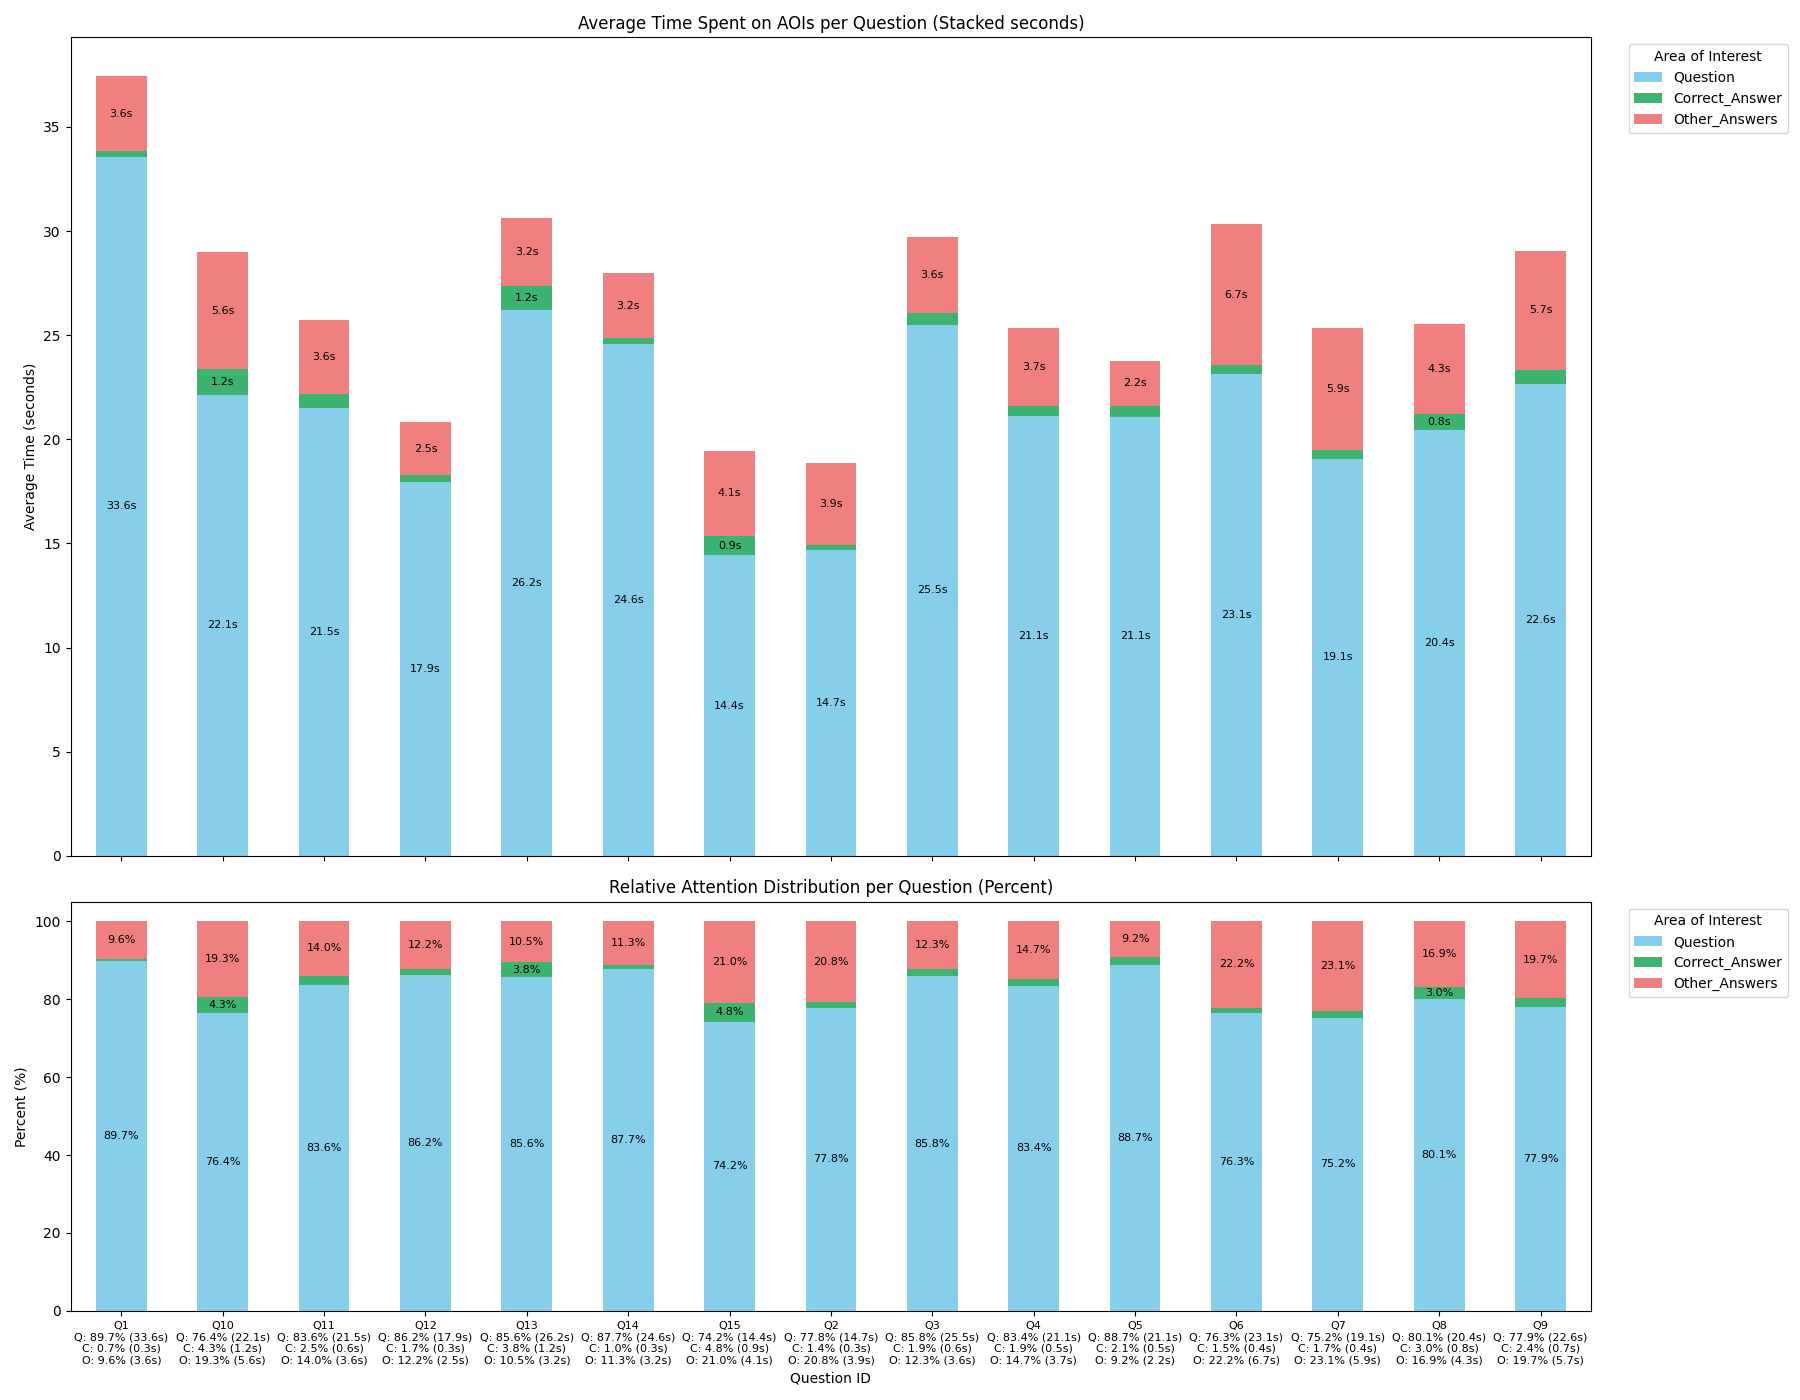 Average Time Spent on AOIs per Question (Stacked seconds)
Area of Interest
Question
Correct_Answer
Other_Answers
Average Time (seconds)
35
30
25
20
15
10
5
0
3.6s
33.6s
5.6s
1.2s
22.1s
3.6s
21.5s
2.5s
17.9s
3.2s
1.2s
26.2s
3.2s
24.6s
4.1s
0.9s
14.4s
3.9s
14.7s
3.6s
25.5s
3.7s
21.1s
2.2s
21.1s
6.7s
23.1s
5.9s
19.1s
4.3s
0.8s
20.4s
5.7s
22.6s
Relative Attention Distribution per Question (Percent)
Area of Interest
Question
Correct_Answer
Other_Answers
Percent (%)
100
80
60
40
20
0
9.6%
89.7%
19.3%
4.3%
76.4%
14.0%
83.6%
12.2%
86.2%
10.5%
3.8%
85.6%
11.3%
87.7%
21.0%
4.8%
74.2%
20.8%
77.8%
12.3%
85.8%
14.7%
83.4%
9.2%
88.7%
22.2%
76.3%
23.1%
75.2%
16.9%
3.0%
80.1%
19.7%
77.9%
Q1
Q: 89.7% (33.6s)
C: 0.7% (0.3s)
O: 9.6% (3.6s)
Q10
Q: 76.4% (22.1s)
C: 4.3% (1.2s)
O: 19.3% (5.6s)
Q11
Q: 83.6% (21.5s)
C: 2.5% (0.6s)
O: 14.0% (3.6s)
Q12
Q: 86.2% (17.9s)
C: 1.7% (0.3s)
O: 12.2% (2.5s)
Q13
Q: 85.6% (26.2s)
C: 3.8% (1.2s)
O: 10.5% (3.2s)
Q14
Q: 87.7% (24.6s)
C: 1.0% (0.3s)
O: 11.3% (3.2s)
Q15
Q: 74.2% (14.4s)
C: 4.8% (0.9s)
O: 21.0% (4.1s)
Q2
Q: 77.8% (14.7s)
C: 1.4% (0.3s)
O: 20.8% (3.9s)
Q3
Q: 85.8% (25.5s)
C: 1.9% (0.6s)
O: 12.3% (3.6s)
Q4
Q: 83.4% (21.1s)
C: 1.9% (0.5s)
O: 14.7% (3.7s)
Q5
Q: 88.7% (21.1s)
C: 2.1% (0.5s)
O: 9.2% (2.2s)
Q6
Q: 76.3% (23.1s)
C: 1.5% (0.4s)
O: 22.2% (6.7s)
Q7
Q: 75.2% (19.1s)
C: 1.7% (0.4s)
O: 23.1% (5.9s)
Q8
Q: 80.1% (20.4s)
C: 3.0% (0.8s)
O: 16.9% (4.3s)
Q9
Q: 77.9% (22.6s)
C: 2.4% (0.7s)
O: 19.7% (5.7s)
Question ID